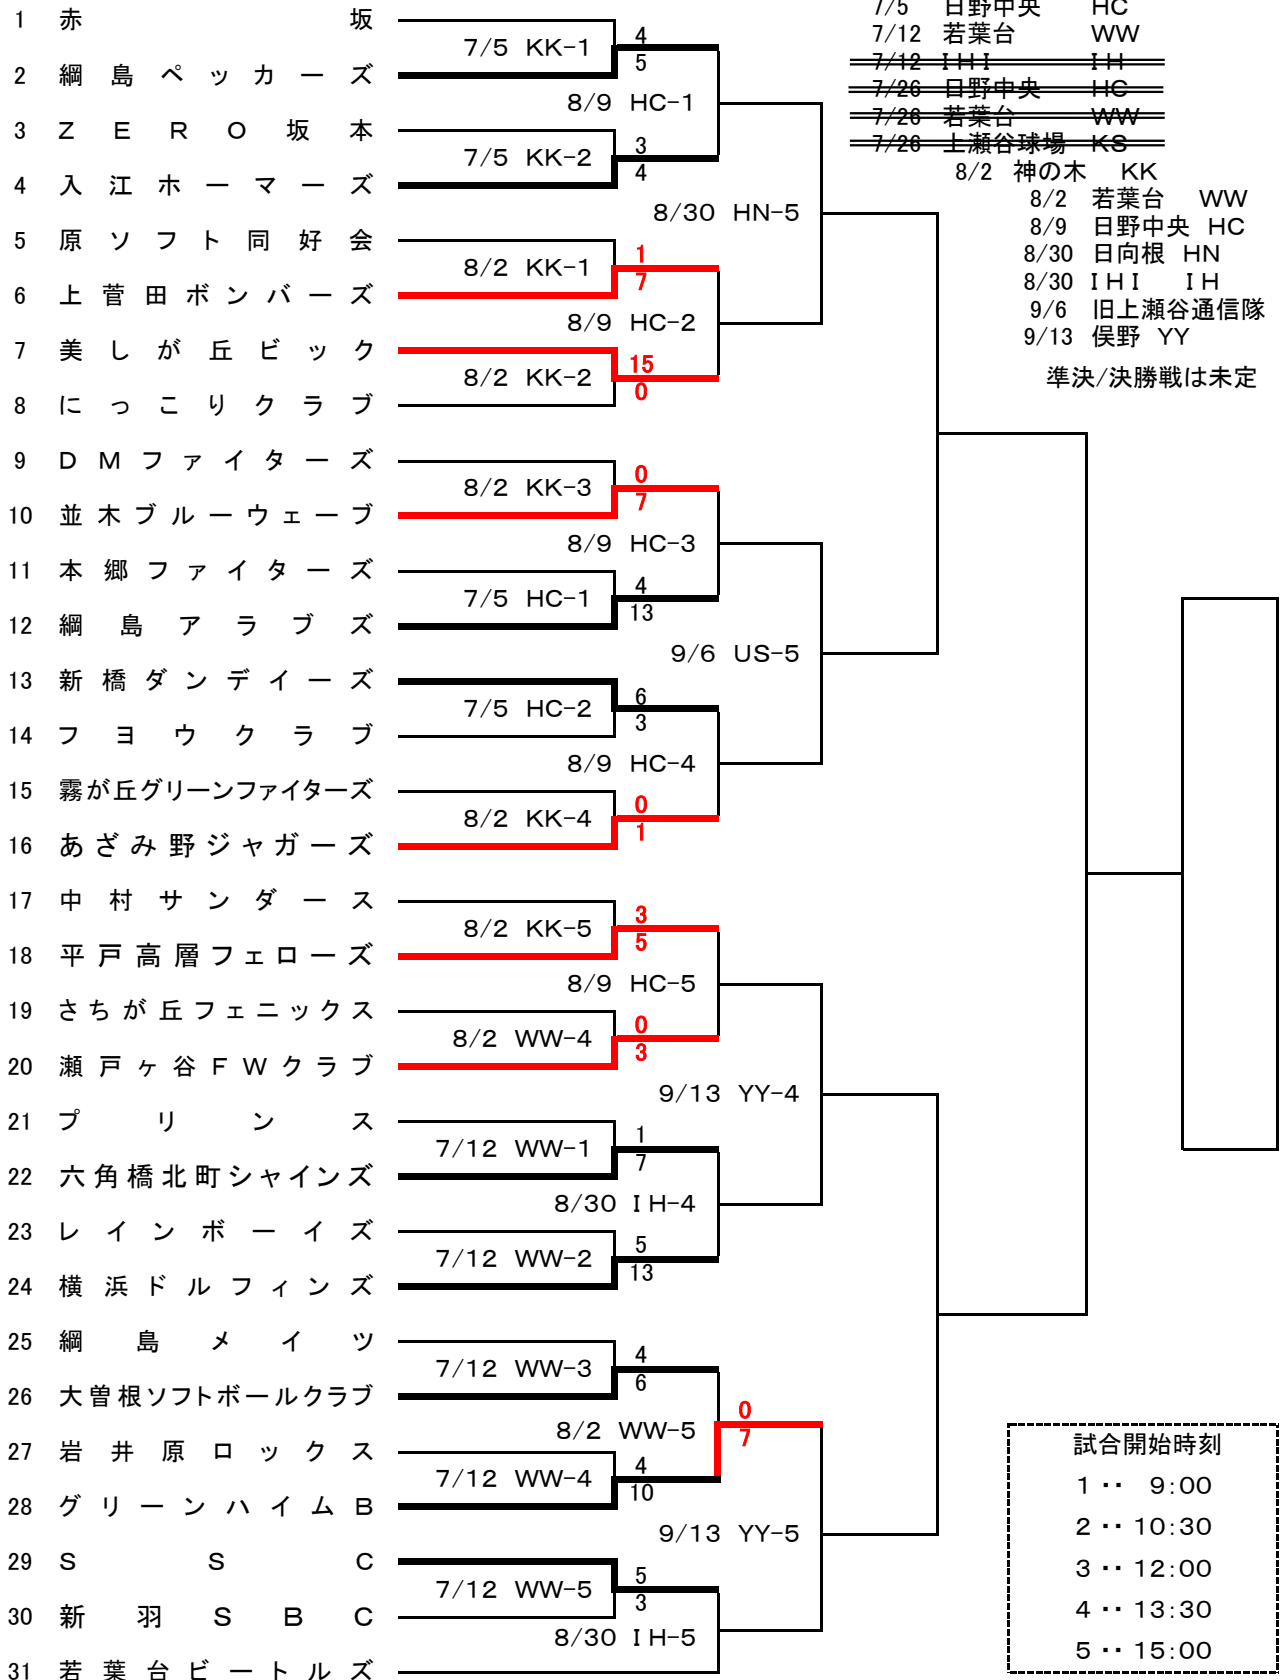 7/5 日野中央 HC
7/12 若葉台 WW
7/12 IHI IH
7/26 日野中央 HC
7/26 若葉台 WW
7/26 上瀬谷球場 KS
8/2 神の木 KK
8/2 若葉台 WW
8/9 日野中央 HC
8/30 日向根 HN
8/30 IHI IH
9/6 旧上瀬谷通信隊
9/13 俣野 YY
準決/決勝戦は未定
1 赤坂
7/5 KK-1
4
5
2 綱島ペッカーズ
8/9 HC-1
3 ZERO坂本
7/5 KK-2
3
4
4 入江ホーマーズ
8/30 HN-5
5 原ソフト同好会
8/2 KK-1
1
7
6 上菅田ボンバーズ
8/9 HC-2
7 美しが丘ビック
8/2 KK-2
15
0
8 にっこりクラブ
9 DMファイターズ
8/2 KK-3
0
7
10 並木ブルーウェーブ
8/9 HC-3
11 本郷ファイターズ
7/5 HC-1
4
13
12 綱島アラブズ
9/6 US-5
13 新橋ダンデイーズ
7/5 HC-2
6
3
14 フヨウクラブ
8/9 HC-4
15 霧が丘グリーンファイターズ
8/2 KK-4
0
1
16 あざみ野ジャガーズ
17 中村サンダース
8/2 KK-5
3
5
18 平戸高層フェローズ
8/9 HC-5
19 さちが丘フェニックス
8/2 WW-4
0
3
20 瀬戸ヶ谷FWクラブ
9/13 YY-4
21 プリンス
7/12 WW-1
1
7
22 六角橋北町シャインズ
8/30 IH-4
23 レインボーイズ
7/12 WW-2
5
13
24 横浜ドルフィンズ
25 綱島メイツ
7/12 WW-3
4
6
26 大曽根ソフトボールクラブ
8/2 WW-5
0
7
27 岩井原ロックス
7/12 WW-4
4
10
28 グリーンハイムB
9/13 YY-5
29 SSC
7/12 WW-5
5
3
30 新羽SBC
8/30 IH-5
31 若葉台ビートルズ
試合開始時刻
1 ・・ 9:00
2 ・・ 10:30
3 ・・ 12:00
4 ・・ 13:30
5 ・・ 15:00